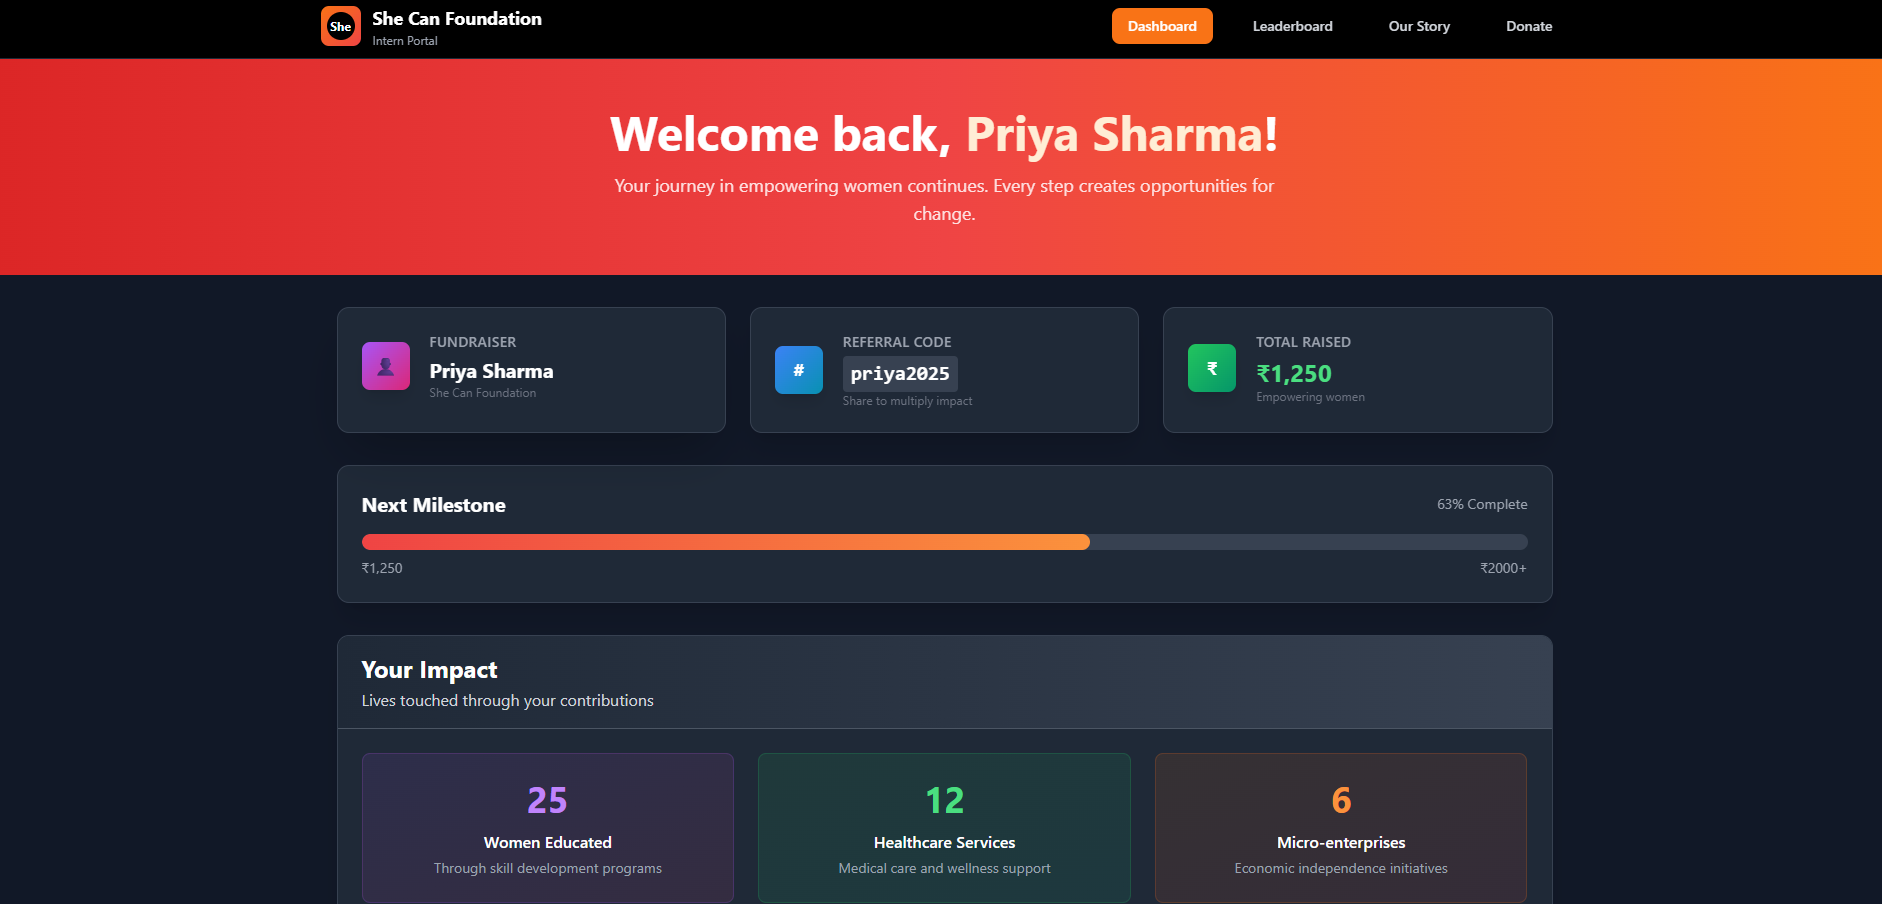 She
She Can Foundation
Intern Portal
Dashboard
Leaderboard
Our Story
Donate
Welcome back, Priya Sharma!
Your journey in empowering women continues. Every step creates opportunities for
change.
FUNDRAISER
Priya Sharma
She Can Foundation
#
REFERRAL CODE
priya2025
Share to multiply impact
₹
TOTAL RAISED
₹1,250
Empowering women
Next Milestone
63% Complete
₹1,250
₹2000+
Your Impact
Lives touched through your contributions
25
Women Educated
Through skill development programs
12
Healthcare Services
Medical care and wellness support
6
Micro-enterprises
Economic independence initiatives